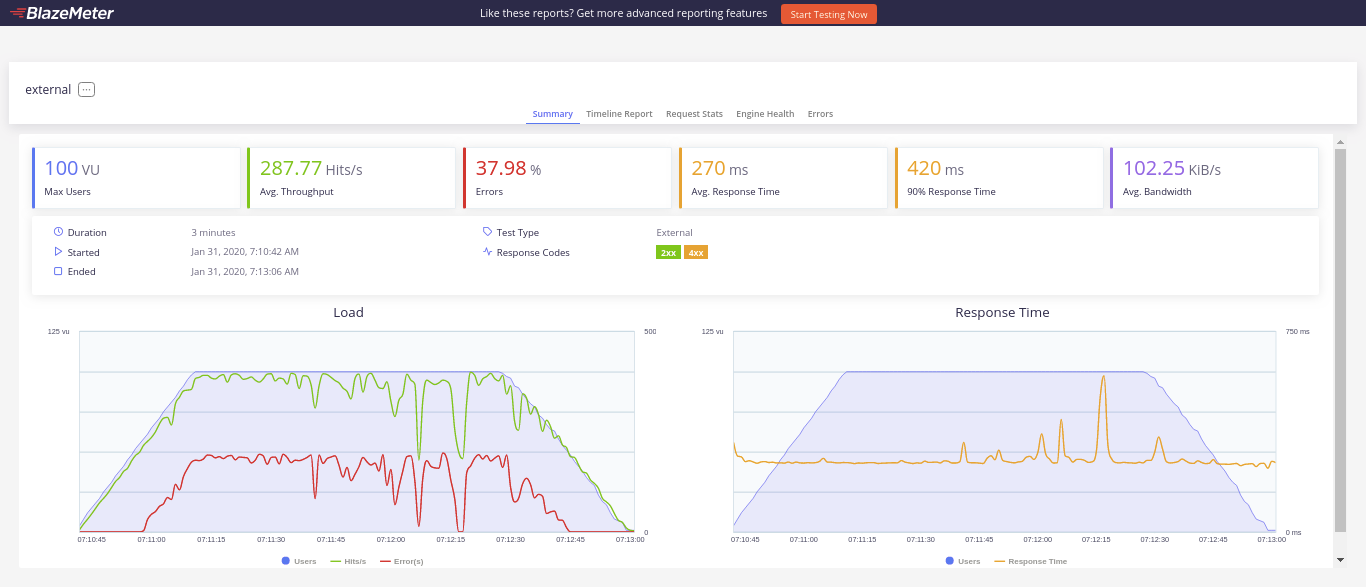 BlazeMeter
Like these reports? Get more advanced reporting features
Start Testing Now
external
...
Summary Timeline Report Request Stats Engine Health Errors
100 VU
Max Users
287.77 Hits/s
Avg. Throughput
37.98 %
Errors
270 ms
Avg. Response Time
420 ms
90% Response Time
102.25 KiB/s
Avg. Bandwidth
Duration 3 minutes
Started Jan 31, 2020, 7:10:42 AM
Ended Jan 31, 2020, 7:13:06 AM
Test Type External
Response Codes 2xx 4xx
Load
125 vu 500
0
07:10:45 07:11:00 07:11:15 07:11:30 07:11:45 07:12:00 07:12:15 07:12:30 07:12:45 07:13:00
Users Hits/s Error(s)
Response Time
125 vu 750 ms
0 ms
07:10:45 07:11:00 07:11:15 07:11:30 07:11:45 07:12:00 07:12:15 07:12:30 07:12:45 07:13:00
Users Response Time